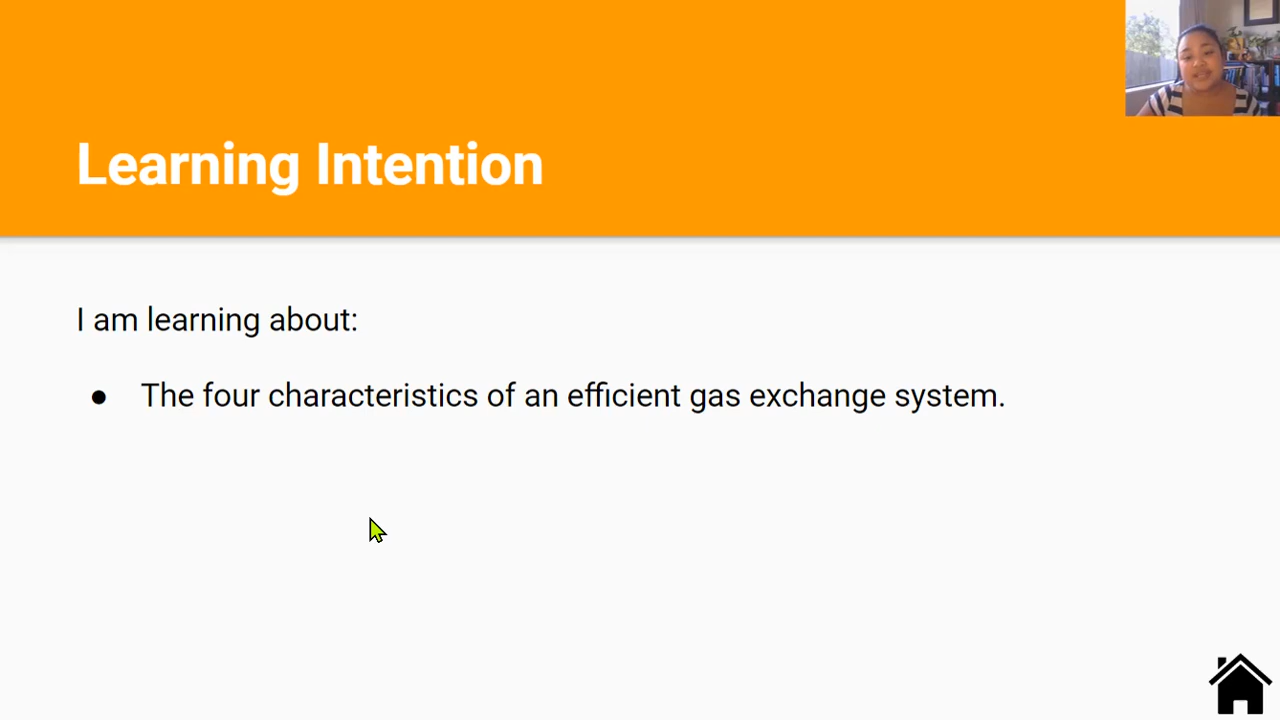 Learning Intention
I am learning about:
● The four characteristics of an efficient gas exchange system.